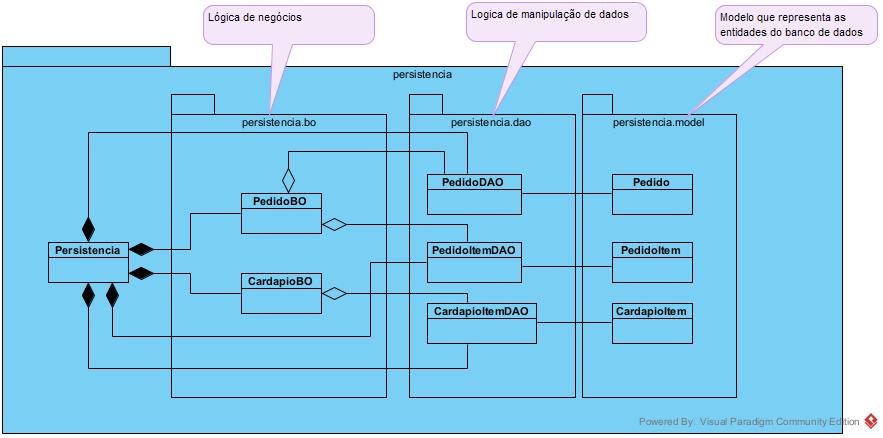 Lógica de negócios
Logica de manipulação de dados
Modelo que representa as
entidades do banco de dados
persistencia
persistencia.bo
persistencia.dao
persistencia.model
PedidoDAO
Pedido
PedidoBO
Persistencia
PedidoItemDAO
PedidoItem
CardapioBO
CardapioItemDAO
CardapioItem
Powered By Visual Paradigm Community Edition